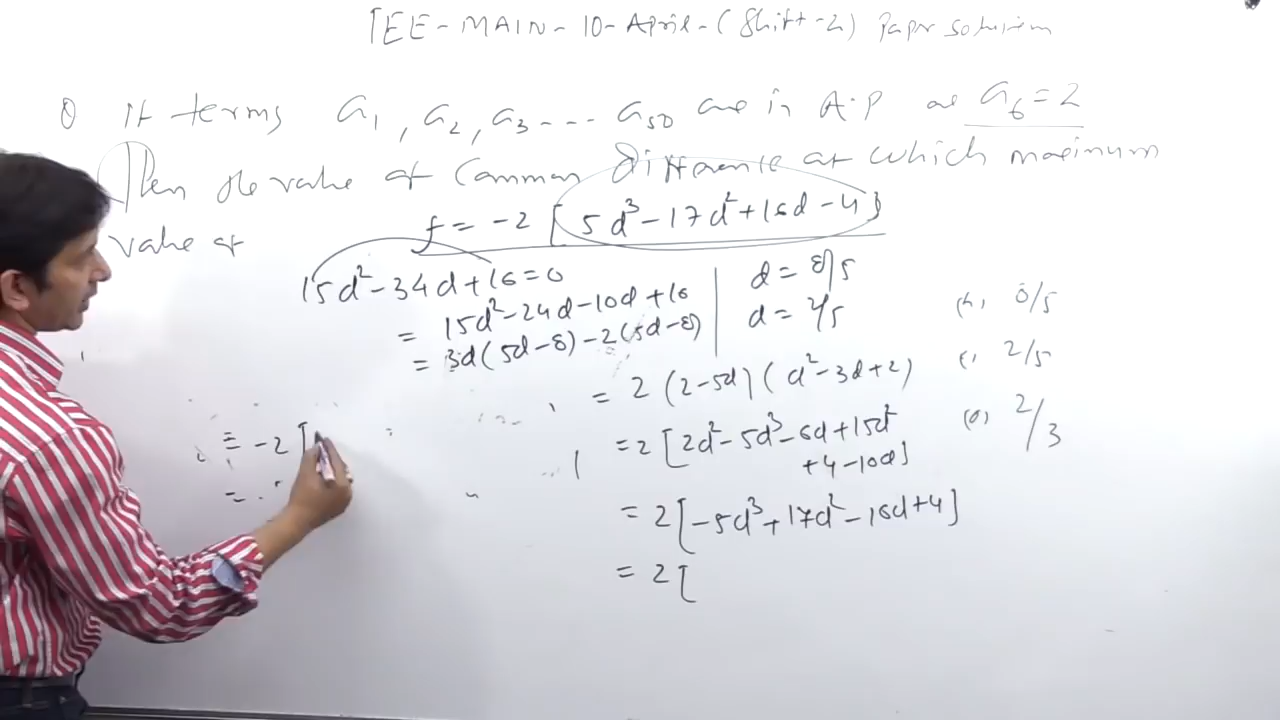 JEE-MAIN-10-April-(Shift-2) Paper solution
Q If terms a₁, a₂, a₃ --- a₅₀ are in A.P and a₆=2
Then the value of Common Difference at which maximum
value of
f = -2 [5d³-17d²+16d-4]
15d²-34d+16=0
= 15d²-24d-10d+16
= 3d(5d-8)-2(5d-8)
d = 8/5
d = 2/5
= 2 (2-5d) (d²-3d+2)
= 2 [2d²-5d³-6d+15d²
+4-10d]
= 2 [-5d³+17d²-16d+4]
= 2 [
8/5
2/5
2/3
= -2 [
=